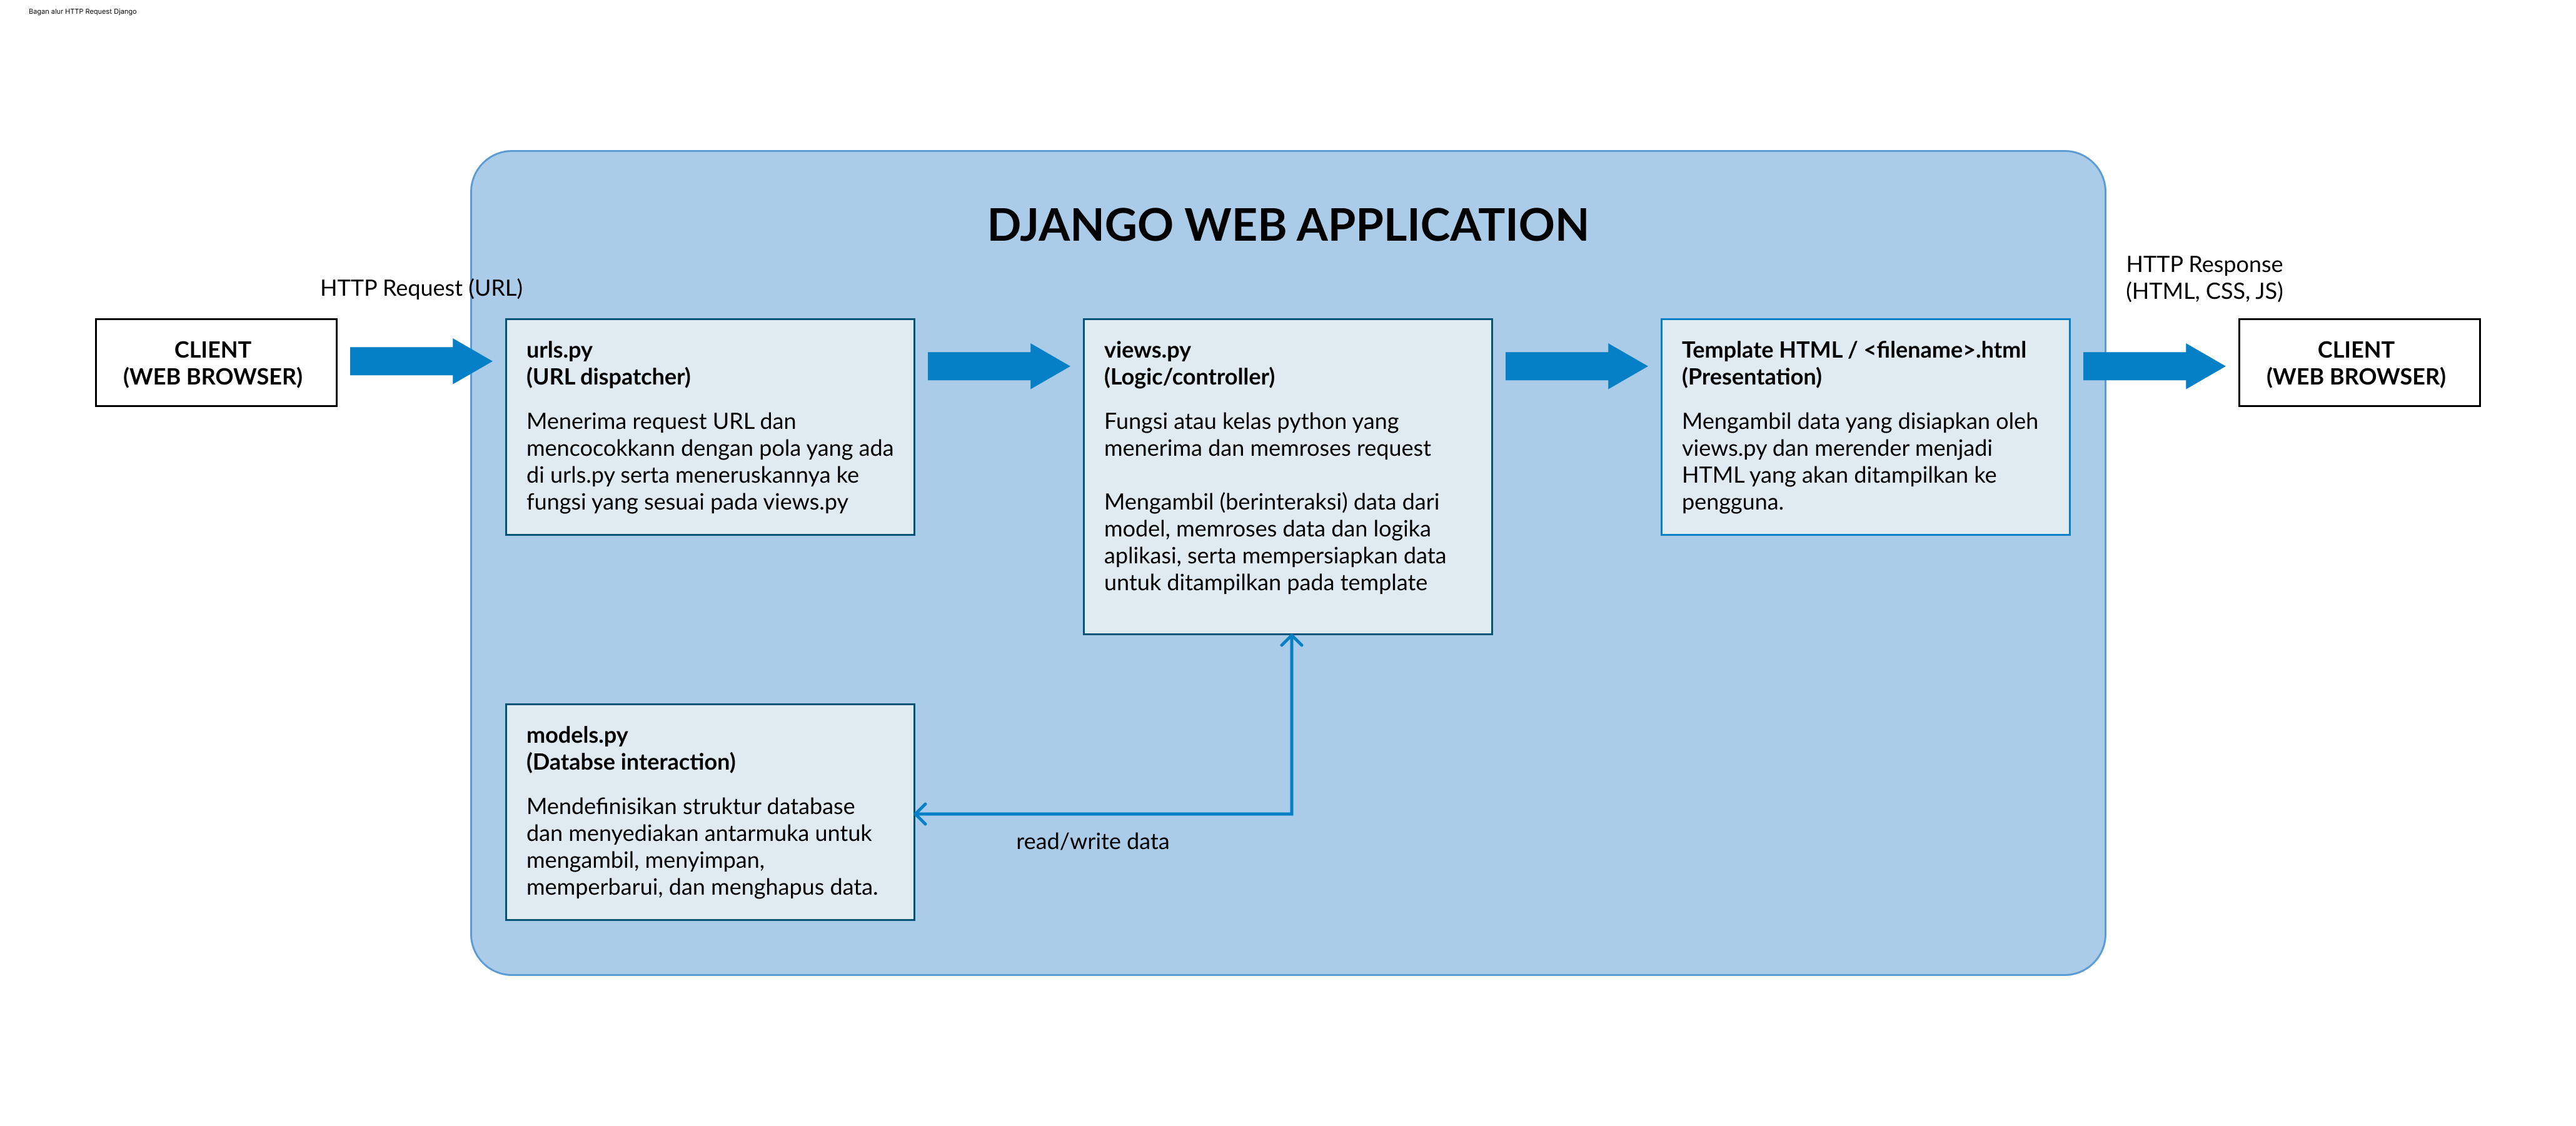 Bagan alur HTTP Request Django
DJANGO WEB APPLICATION
HTTP Request (URL)
HTTP Response
(HTML, CSS, JS)
CLIENT
(WEB BROWSER)
urls.py
(URL dispatcher)
Menerima request URL dan
mencocokkann dengan pola yang ada
di urls.py serta meneruskannya ke
fungsi yang sesuai pada views.py
views.py
(Logic/controller)
Fungsi atau kelas python yang
menerima dan memroses request
Mengambil (berinteraksi) data dari
model, memroses data dan logika
aplikasi, serta mempersiapkan data
untuk ditampilkan pada template
Template HTML / <filename>.html
(Presentation)
Mengambil data yang disiapkan oleh
views.py dan merender menjadi
HTML yang akan ditampilkan ke
pengguna.
CLIENT
(WEB BROWSER)
models.py
(Databse interaction)
Mendefinisikan struktur database
dan menyediakan antarmuka untuk
mengambil, menyimpan,
memperbarui, dan menghapus data.
read/write data